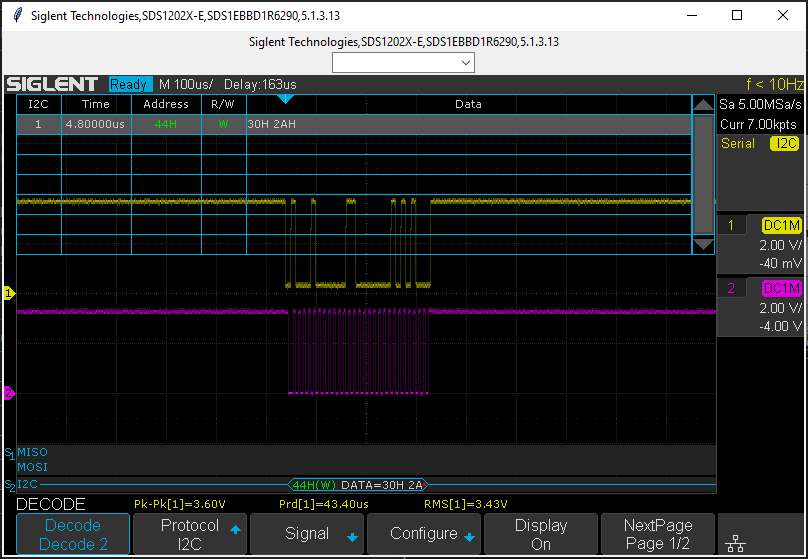 Siglent Technologies,SDS1202X-E,SDS1EBBD1R6290,5.1.3.13
Siglent Technologies,SDS1202X-E,SDS1EBBD1R6290,5.1.3.13
SIGLENT Ready M 100us/ Delay:163us f < 10Hz
I2C Time Address R/W Data
1 4.80000us 44H W 30H 2AH
Sa 5.00MSa/s
Curr 7.00kpts
Serial I2C
1 DC1M
2.00 V/
-40 mV
2 DC1M
2.00 V/
-4.00 V
1
2
S1 MISO
MOSI
S2 I2C 44H(W) DATA=30H 2A
DECODE Pk-Pk[1]=3.60V Prd[1]=43.40us RMS[1]=3.43V
Decode
Decode 2
Protocol
I2C
Signal
Configure
Display
On
NextPage
Page 1/2